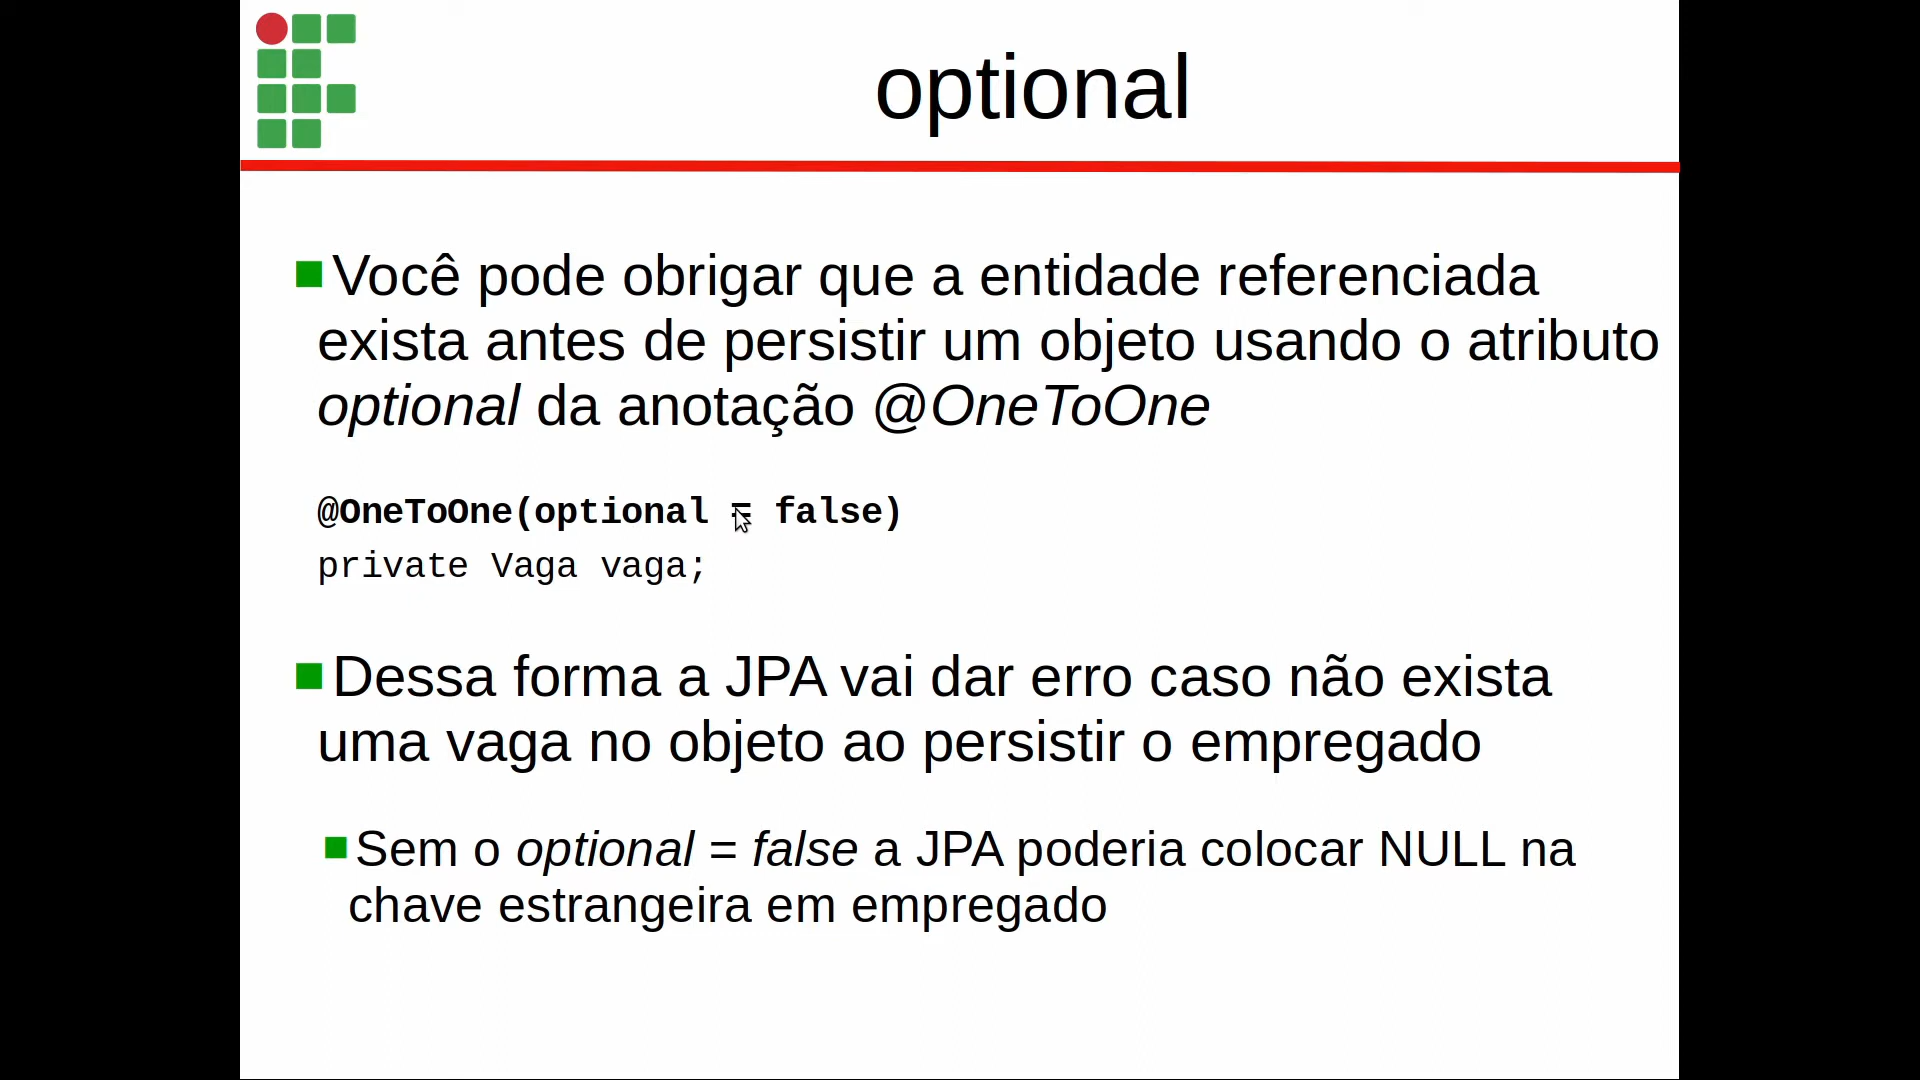 optional
Você pode obrigar que a entidade referenciada
exista antes de persistir um objeto usando o atributo
optional da anotação @OneToOne
@OneToOne(optional = false)
private Vaga vaga;
Dessa forma a JPA vai dar erro caso não exista
uma vaga no objeto ao persistir o empregado
Sem o optional = false a JPA poderia colocar NULL na
chave estrangeira em empregado